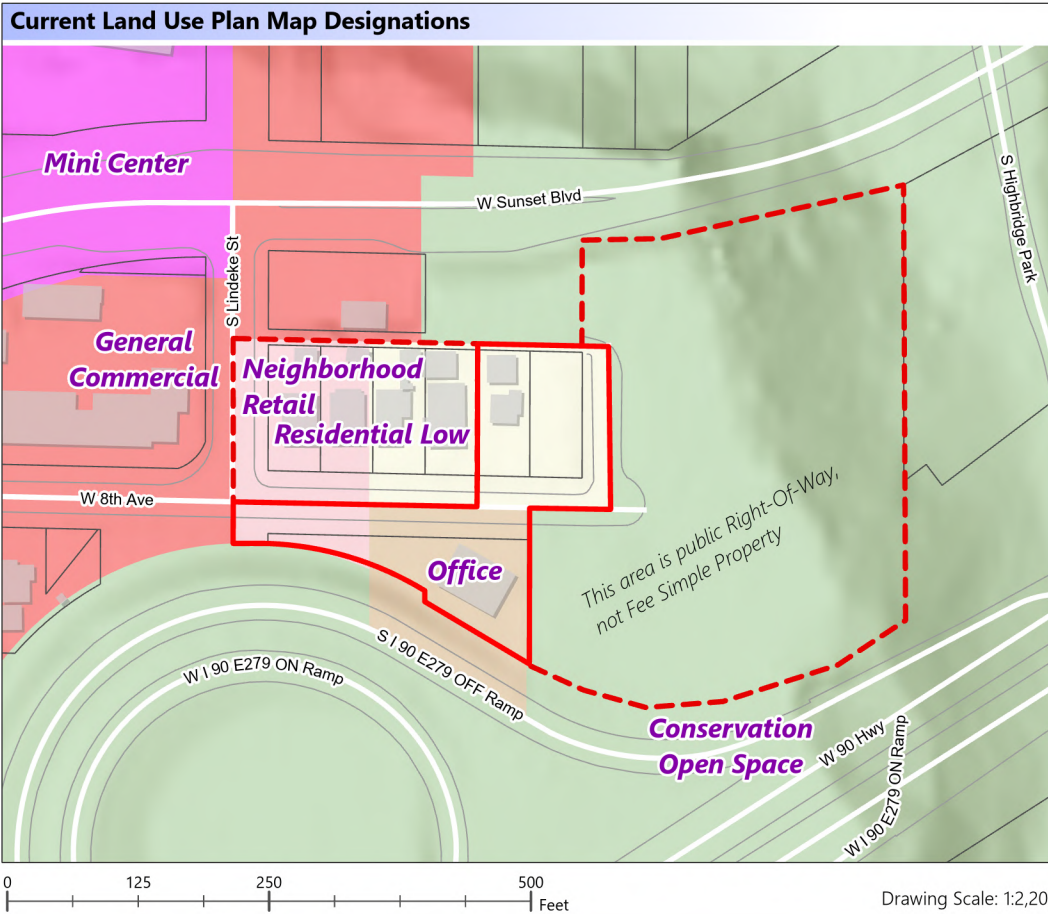 Current Land Use Plan Map Designations
Mini Center
W Sunset Blvd
S Highbridge Park
S Lindeke St
General
Commercial
Neighborhood
Retail
Residential Low
W 8th Ave
This area is public Right-Of-Way,
not Fee Simple Property
Office
S I 90 E279 OFF Ramp
W I 90 E279 ON Ramp
Conservation
Open Space
W 90 Hwy
W I 90 E279 ON Ramp
0 125 250 500
Feet
Drawing Scale: 1:2,20